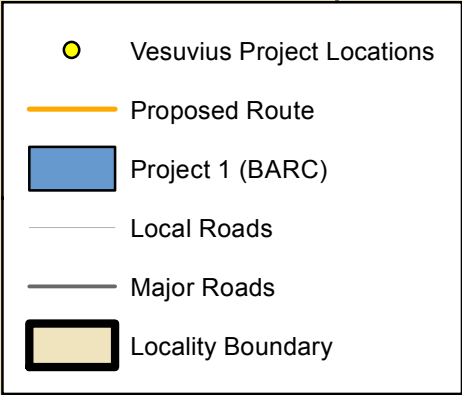 Vesuvius Project Locations
Proposed Route
Project 1 (BARC)
Local Roads
Major Roads
Locality Boundary